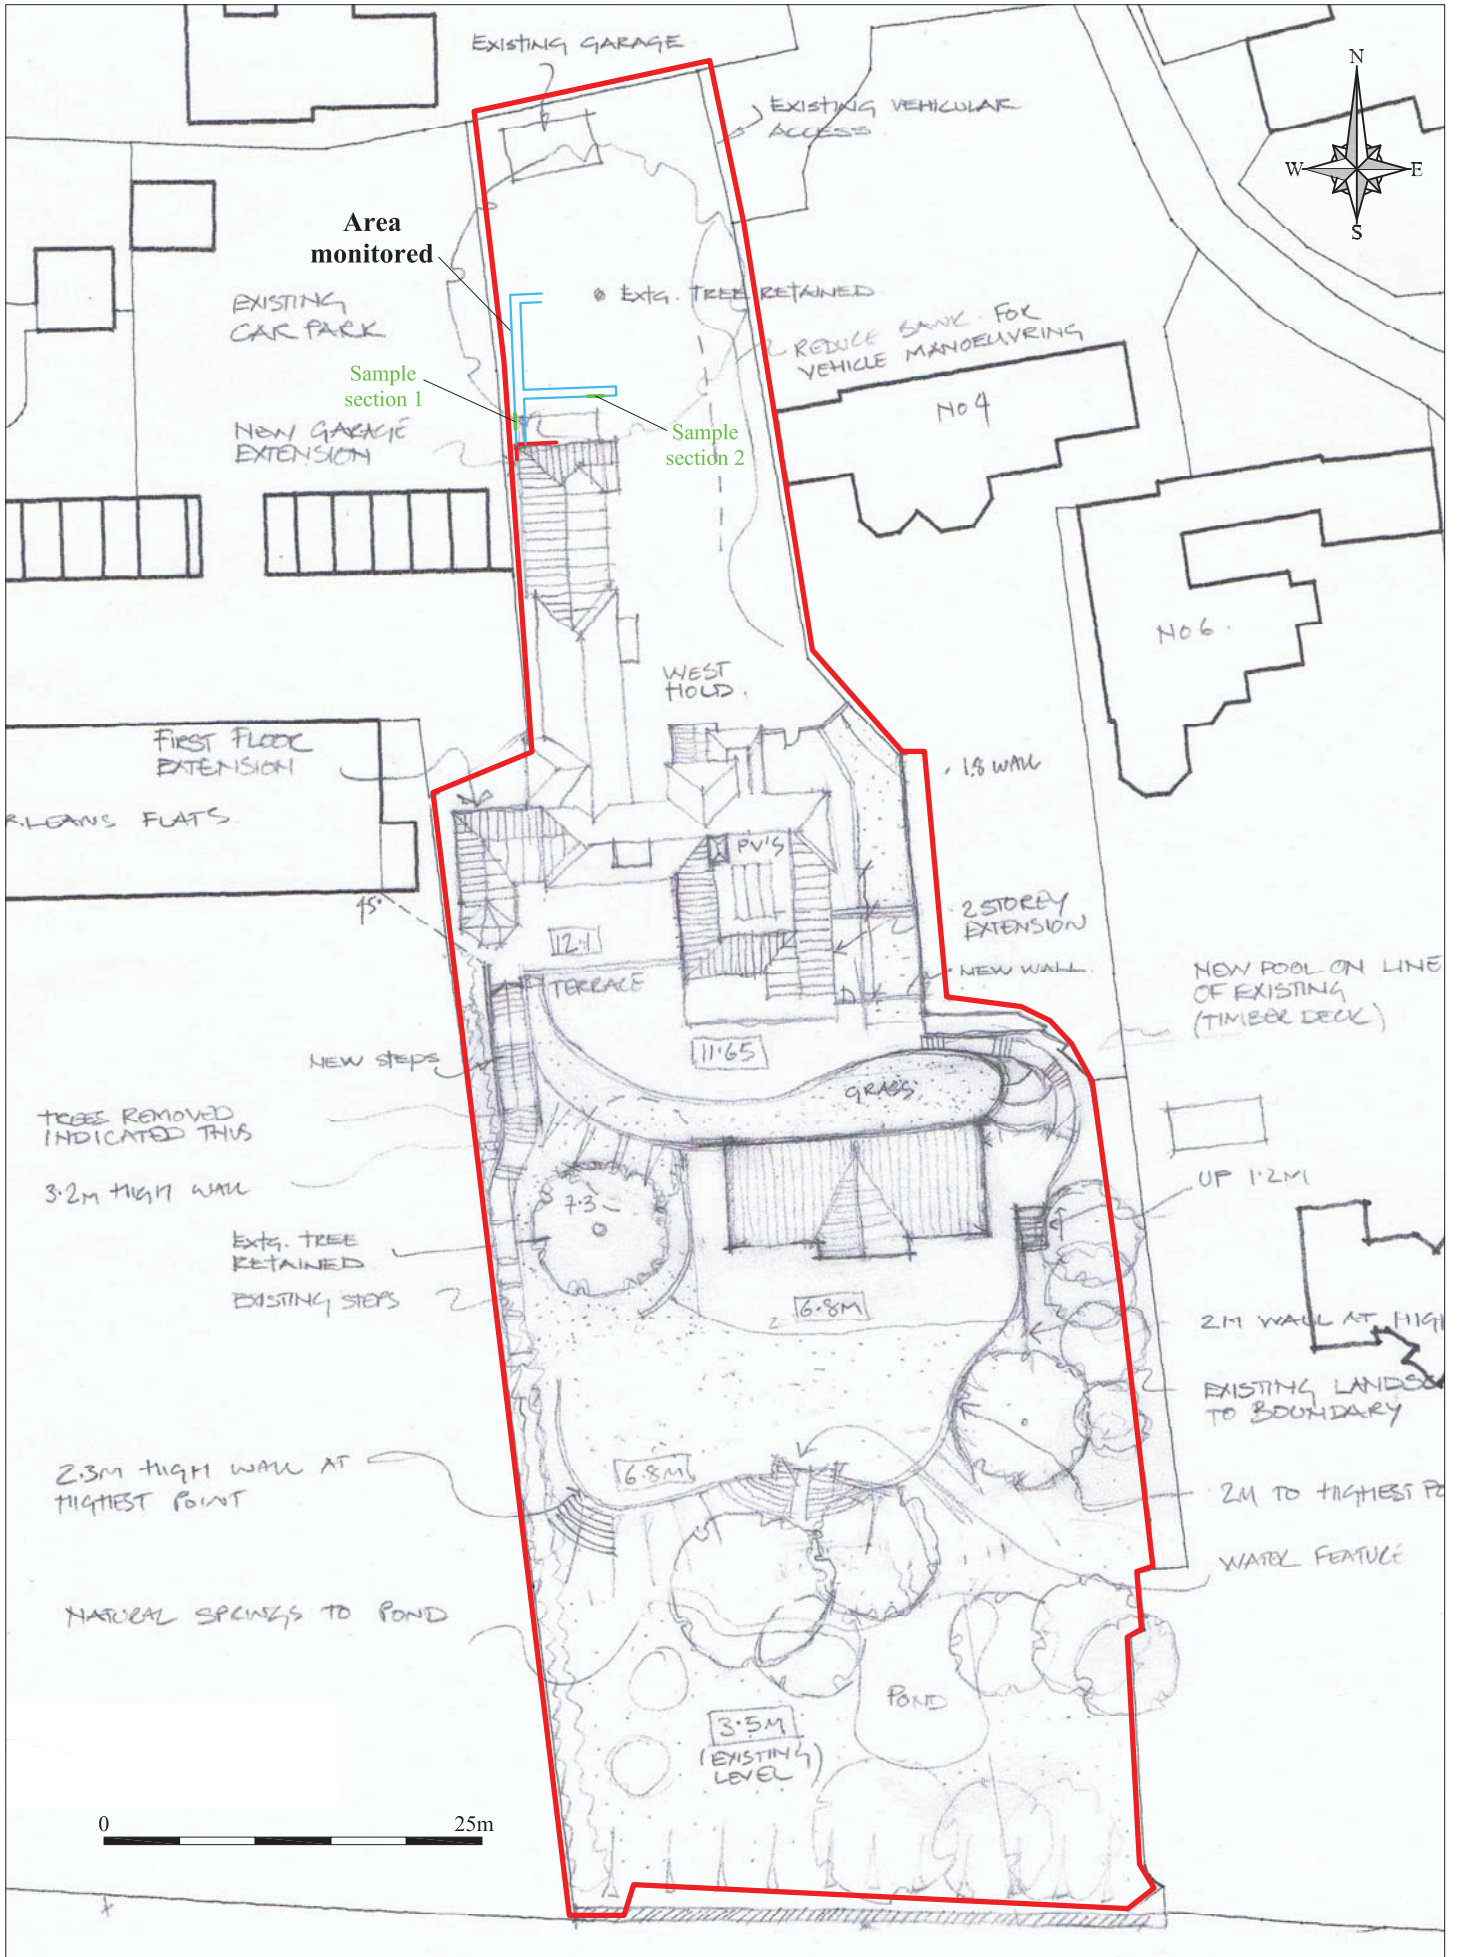 EXISTING GARAGE
N
EXISTING VEHICULAR
ACCESS
W
E
S
Area
monitored
EXISTING
CAR PARK
EXTG. TREE RETAINED
REDUCE BANK FOR
VEHICLE MANOEUVRING
Sample
section 1
No 4
NEW GARAGE
EXTENSION
Sample
section 2
No 6.
WEST
HOLD.
FIRST FLOOR
EXTENSION
1.8 WALL
FLATS
PV'S
45°
2 STOREY
EXTENSION
12.1
NEW WALL
NEW POOL ON LINE
OF EXISTING
(TIMBER DECK)
TERRACE
11.65
NEW STEPS
GRASS
TREES REMOVED
INDICATED THUS
3.2M HIGH WALL
UP 1.2M
7.3
EXTG. TREE
RETAINED
EXISTING STEPS
6.8M
2M WALL AT HIGH
EXISTING LANDSC
TO BOUNDARY
2.3M HIGH WALL AT
HIGHEST POINT
6.8M
2M TO HIGHEST PO
WATER FEATURE
NATURAL SPRINGS TO POND
POND
3.5M
(EXISTING)
LEVEL
0
25m